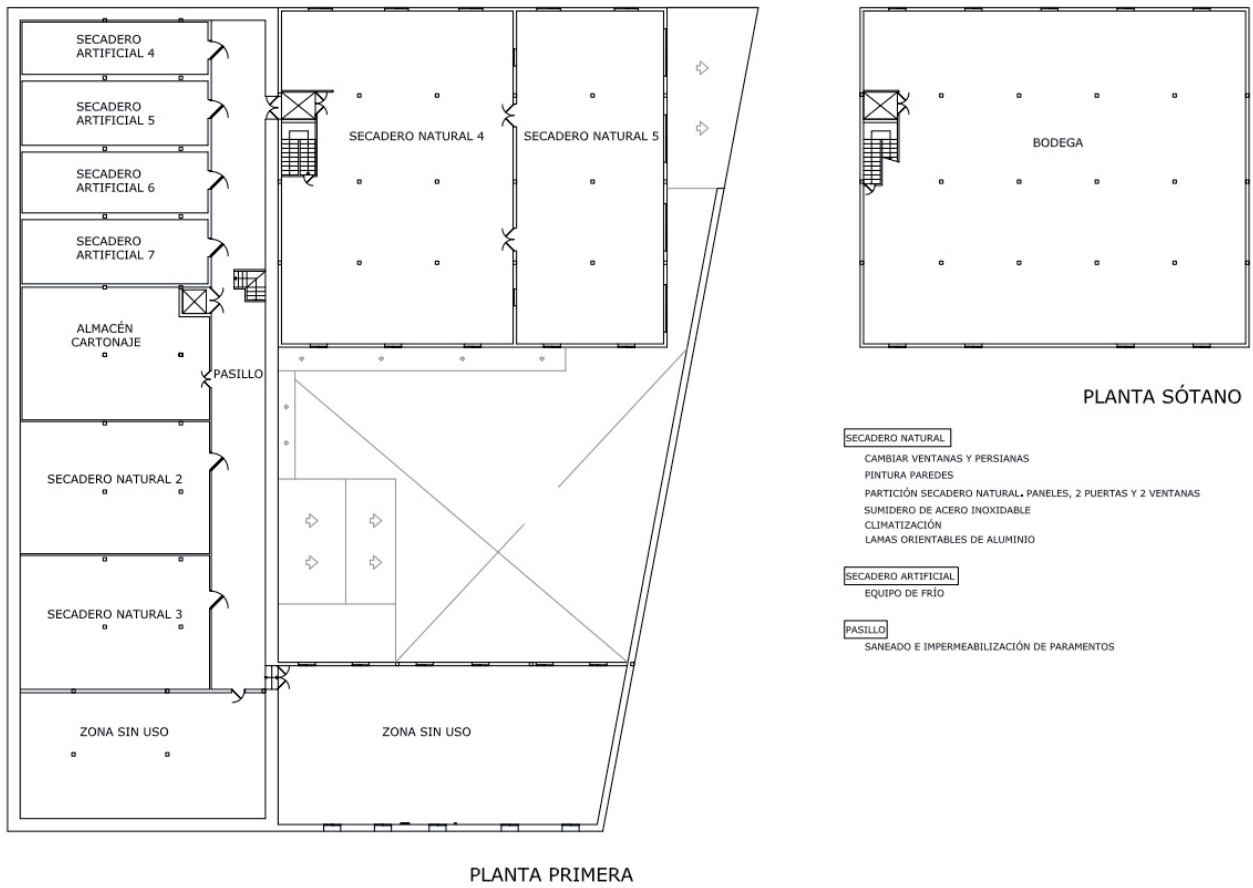 SECADERO
ARTIFICIAL 4
SECADERO
ARTIFICIAL 5
SECADERO
ARTIFICIAL 6
SECADERO
ARTIFICIAL 7
ALMACÉN
CARTONAJE
PASILLO
SECADERO NATURAL 2
SECADERO NATURAL 3
ZONA SIN USO
SECADERO NATURAL 4
SECADERO NATURAL 5
ZONA SIN USO
PLANTA PRIMERA
BODEGA
PLANTA SÓTANO
SECADERO NATURAL
CAMBIAR VENTANAS Y PERSIANAS
PINTURA PAREDES
PARTICIÓN SECADERO NATURAL. PANELES, 2 PUERTAS Y 2 VENTANAS
SUMIDERO DE ACERO INOXIDABLE
CLIMATIZACIÓN
LAMAS ORIENTABLES DE ALUMINIO
SECADERO ARTIFICIAL
EQUIPO DE FRÍO
PASILLO
SANEADO E IMPERMEABILIZACIÓN DE PARAMENTOS